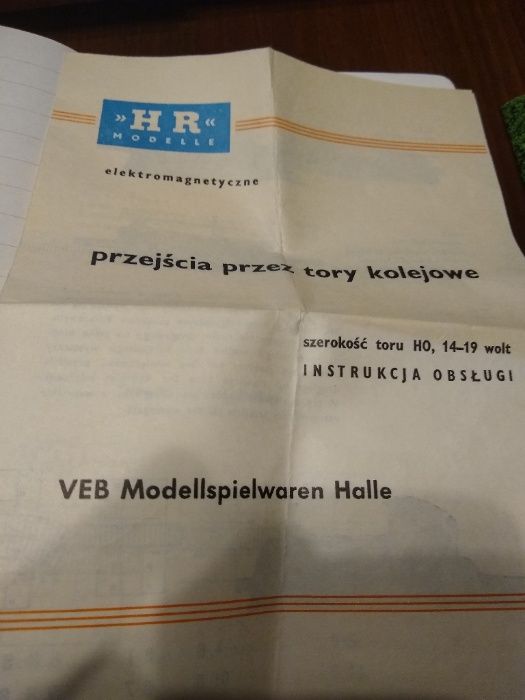 »HR«
MODELLE
elektromagnetyczne
przejścia przez tory kolejowe
szerokość toru HO, 14–19 wolt
INSTRUKCJA OBSŁUGI
VEB Modellspielwaren Halle